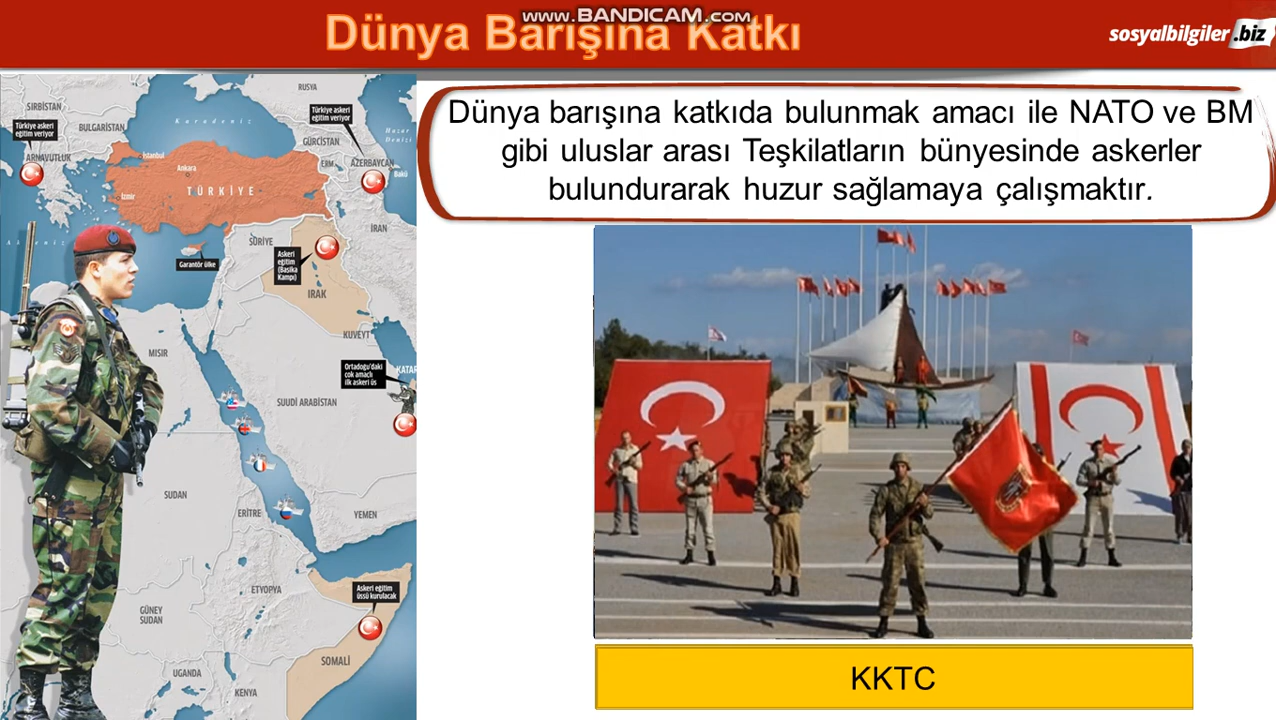 www.BANDICAM.com
Dünya Barışına Katkı
sosyalbilgiler.biz
Dünya barışına katkıda bulunmak amacı ile NATO ve BM
gibi uluslar arası Teşkilatların bünyesinde askerler
bulundurarak huzur sağlamaya çalışmaktır.
RUSYA
SIRBİSTAN
Türkiye askeri
eğitim veriyor
Karadeniz
Hazar
Denizi
Türkiye askeri
eğitim veriyor
BULGARİSTAN
GÜRCİSTAN
ARNAVUTLUK
İstanbul
Ankara
ERM
AZERBAYCAN
Bakü
İzmir
TÜRKİYE
İRAN
Akdeniz
SURİYE
Garantör ülke
Askeri
eğitim
(Başika
Kampı)
IRAK
KUVEYT
MISIR
Ortadoğu'daki
çok amaçlı
ilk askeri üs
KATAR
SUUDİ ARABİSTAN
SUDAN
ERİTRE
YEMEN
ETYOPYA
Askeri eğitim
üssü kurulacak
GÜNEY
SUDAN
SOMALİ
UGANDA
KENYA
KKTC